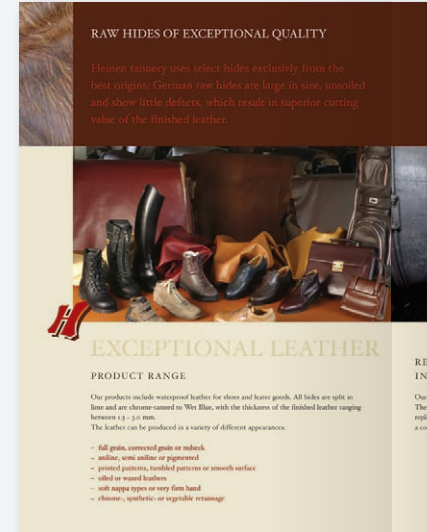 RAW HIDES OF EXCEPTIONAL QUALITY
Heinen tannery uses select hides exclusivly from the
best origins: German raw hides are large in size, unsoiled
and show little defects, which result in superior cutting
value of the finished leather.
H
EXCEPTIONAL LEATHER
PRODUCT RANGE
Our products include waterproof leather for shoes and leater goods. All hides are split in
lime and are chrome-tanned to Wet Blue, with the thickness of the finished leather ranging
between 1.3 – 3.0 mm.
The leather can be produced in a variety of different appearances:
– full grain, corrected grain or nubuck
– aniline, semi aniline or pigmented
– printed patterns, tumbled patterns or smooth surface
– oiled or waxed leathers
– soft nappa types or very firm hand
– chrome-, synthetic- or vegetable retannage
RE
IN
Our
The
repl
a co